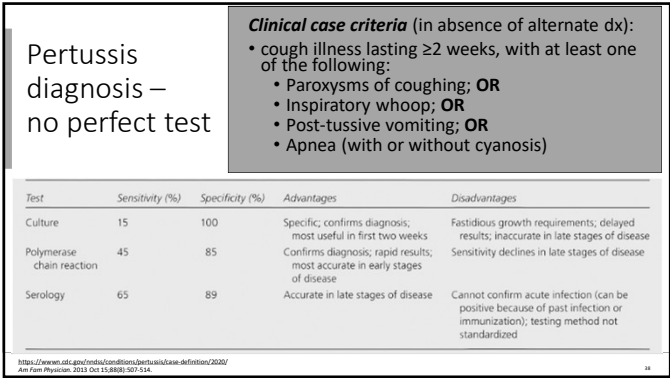 Pertussis
diagnosis –
no perfect test
Clinical case criteria (in absence of alternate dx):
• cough illness lasting ≥2 weeks, with at least one
of the following:
• Paroxysms of coughing; OR
• Inspiratory whoop; OR
• Post-tussive vomiting; OR
• Apnea (with or without cyanosis)
Test Sensitivity (%) Specificity (%) Advantages Disadvantages
Culture 15 100 Specific; confirms diagnosis; Fastidious growth requirements; delayed
most useful in first two weeks results; inaccurate in late stages of disease
Polymerase 45 85 Confirms diagnosis; rapid results; Sensitivity declines in late stages of disease
chain reaction most accurate in early stages
of disease
Serology 65 89 Accurate in late stages of disease Cannot confirm acute infection (can be
positive because of past infection or
immunization); testing method not
standardized
https://wwwn.cdc.gov/nndss/conditions/pertussis/case-definition/2020/
Am Fam Physician. 2013 Oct 15;88(8):507-514.
38